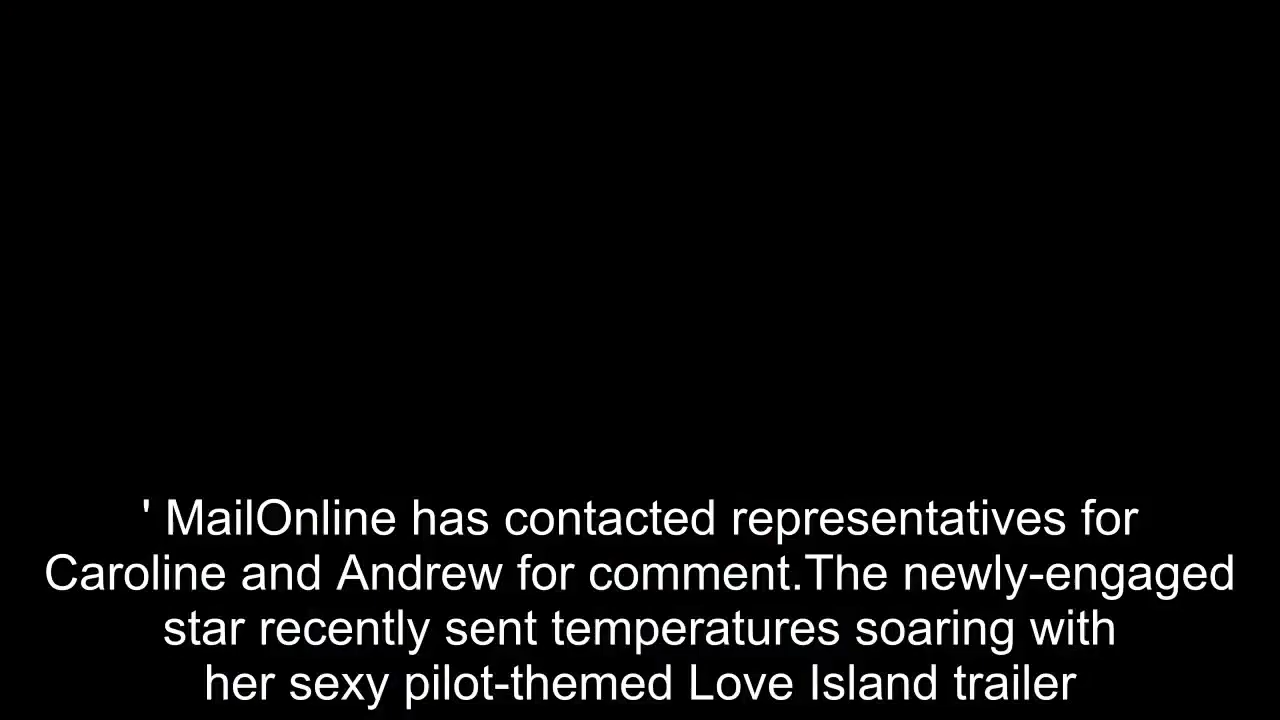 ' MailOnline has contacted representatives for
Caroline and Andrew for comment.The newly-engaged
star recently sent temperatures soaring with
her sexy pilot-themed Love Island trailer